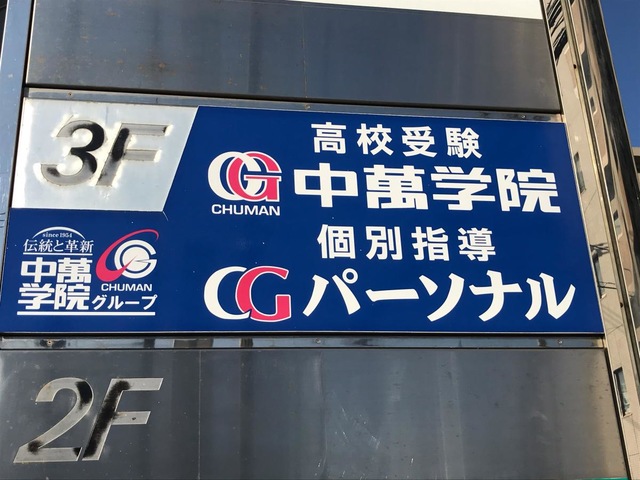 3F
高校受験
CG
CHUMAN
中萬学院
個別指導
CG パーソナル
since1954
伝統と革新
中萬
学院グループ
CG
CHUMAN
2F